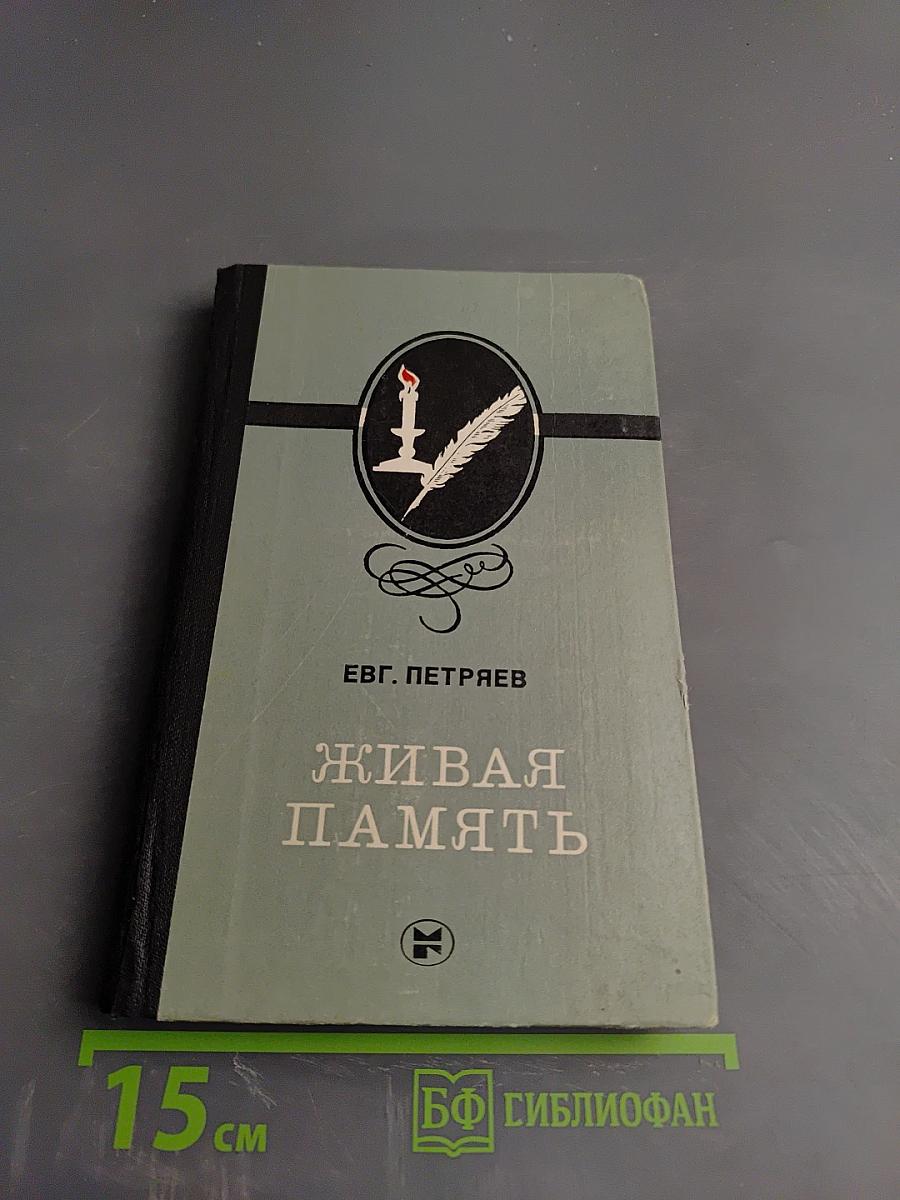 ЕВГ. ПЕТРЯЕВ
ЖИВАЯ
ПАМЯТЬ
15 см
БФ БИБЛИОФАН